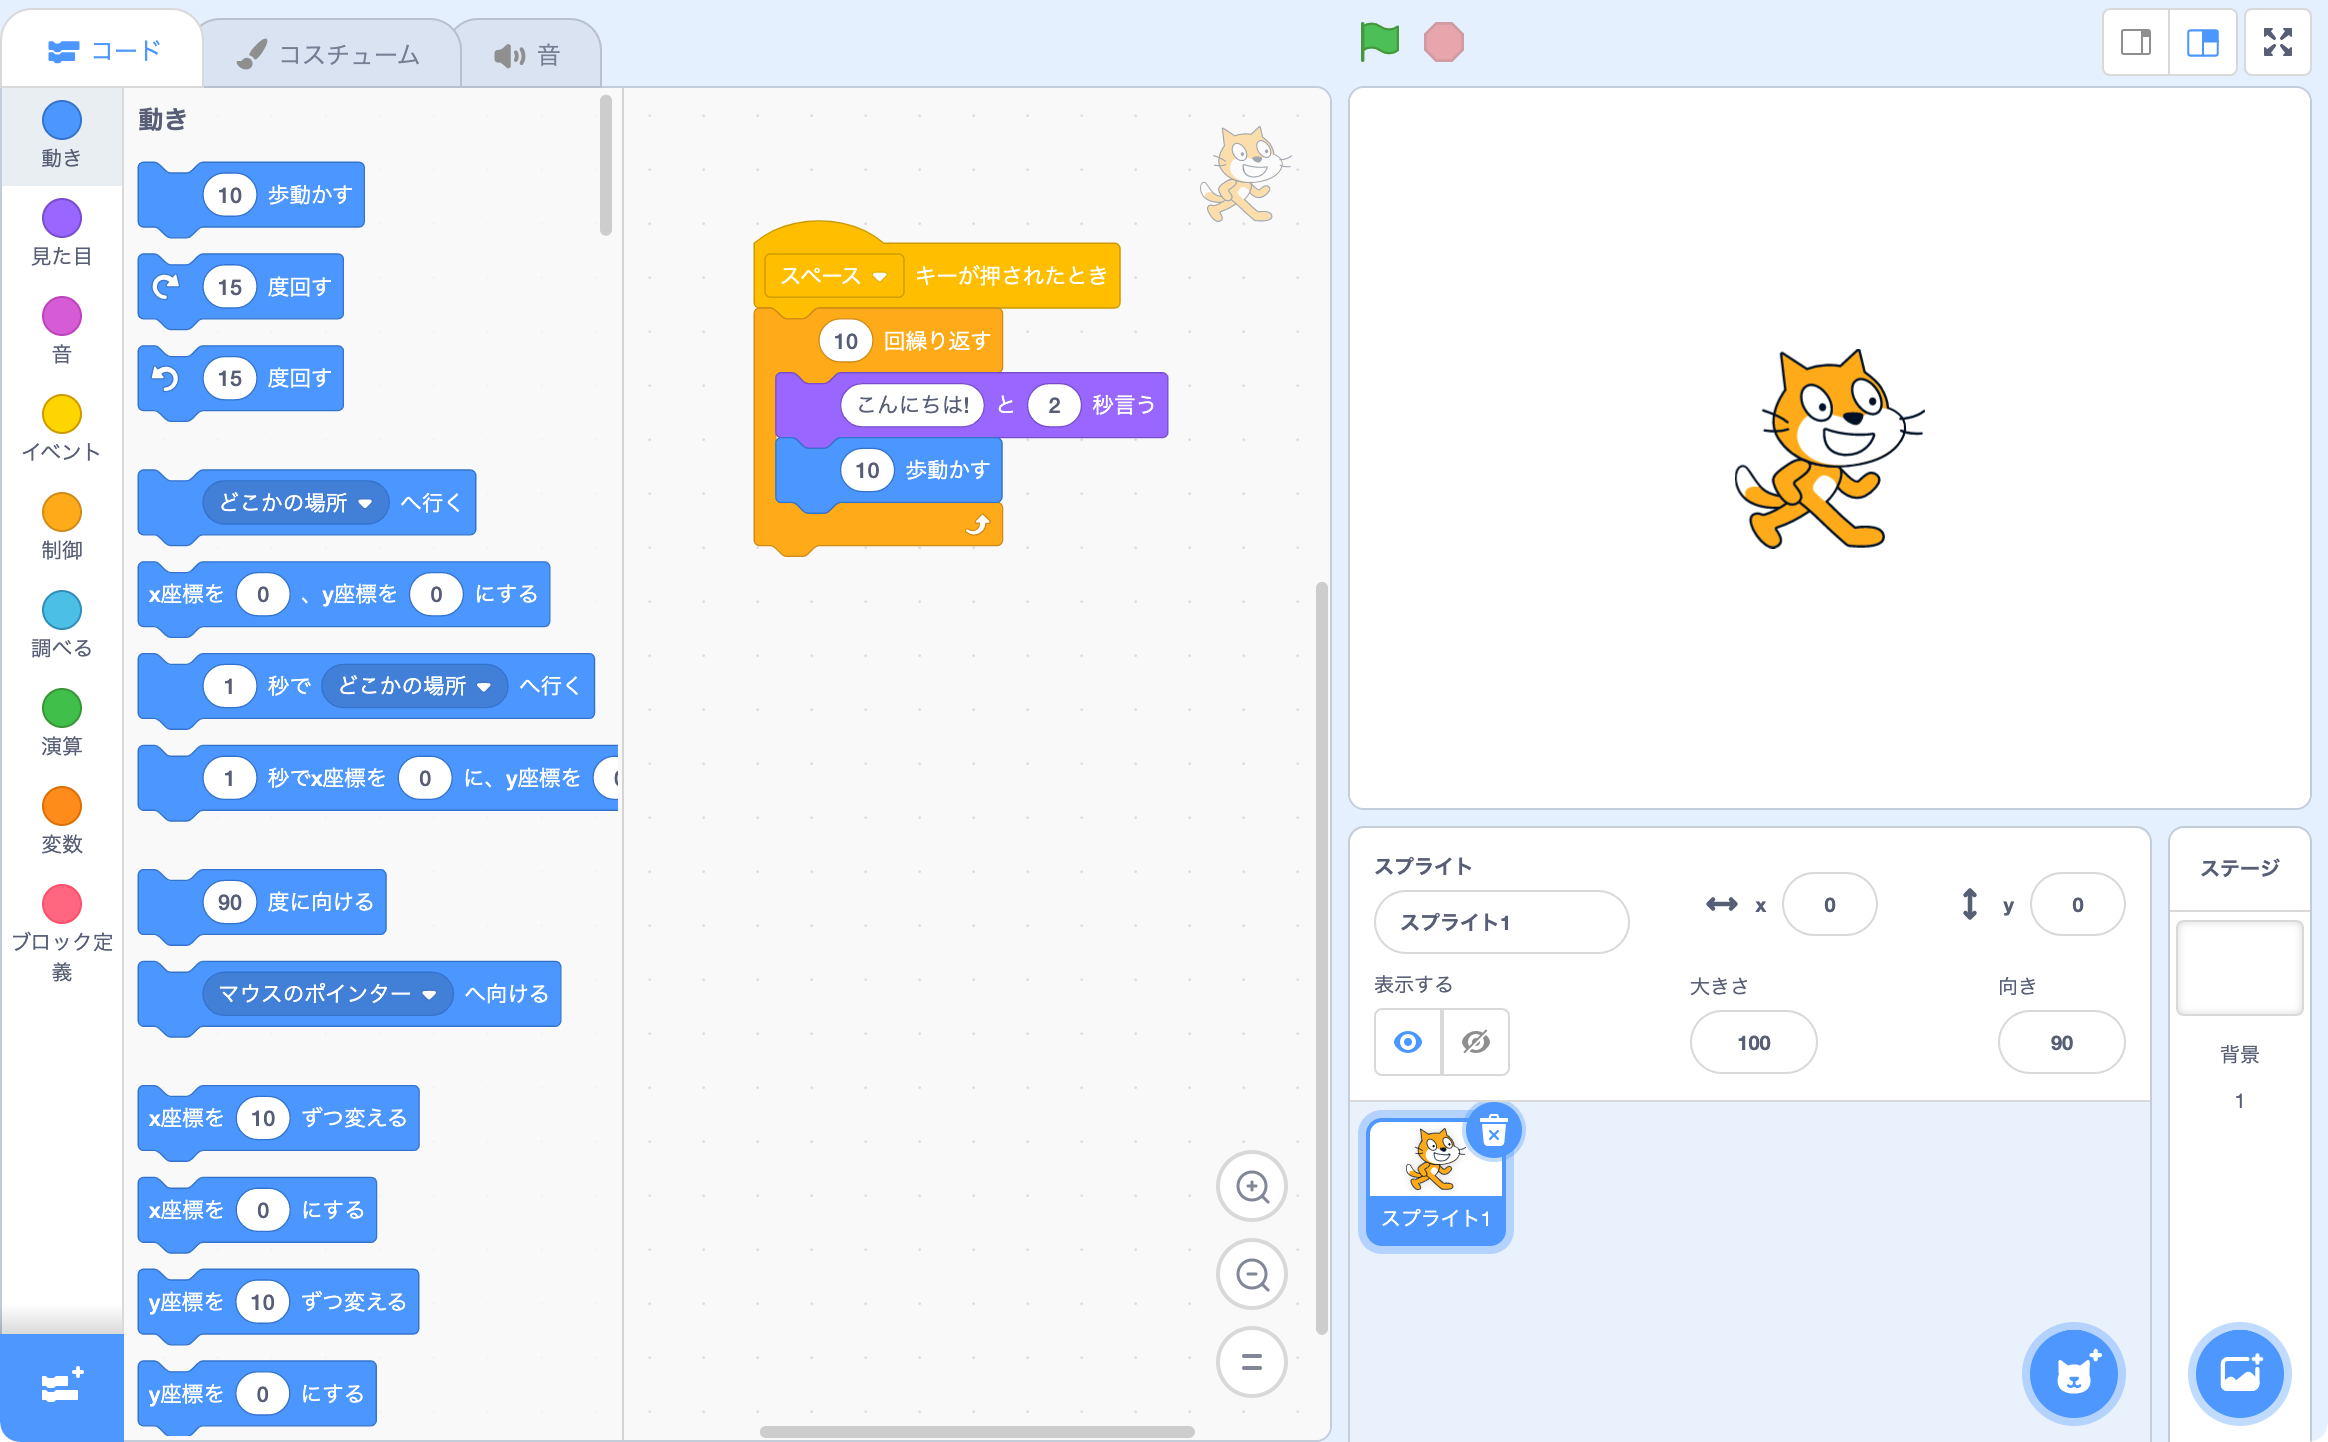 コード
コスチューム
音
動き
見た目
音
イベント
制御
調べる
演算
変数
ブロック定
義
動き
10 歩動かす
15 度回す
15 度回す
どこかの場所 へ行く
x座標を 0 、y座標を 0 にする
1 秒で どこかの場所 へ行く
1 秒でx座標を 0 に、y座標を
90 度に向ける
マウスのポインター へ向ける
x座標を 10 ずつ変える
x座標を 0 にする
y座標を 10 ずつ変える
y座標を 0 にする
スペース キーが押されたとき
10 回繰り返す
こんにちは! と 2 秒言う
10 歩動かす
スプライト
スプライト1
x 0
y 0
表示する
大きさ
100
向き
90
スプライト1
ステージ
背景
1